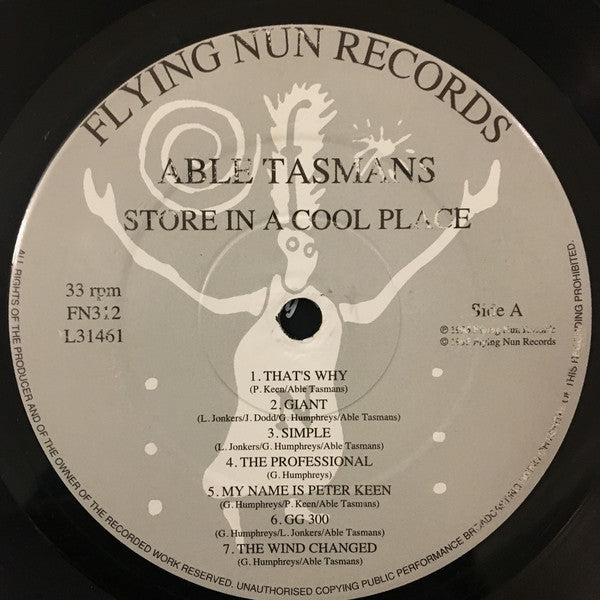 FLYING NUN RECORDS
ABLE TASMANS
STORE IN A COOL PLACE
33 rpm
FN312
L31461
Side A
Flying Nun Records
Flying Nun Records
1. THAT'S WHY
(P. Keen/Able Tasmans)
2. GIANT
(L. Jonkers/J. Dodd/G. Humphreys/Able Tasmans)
3. SIMPLE
(L. Jonkers/G. Humphreys/Able Tasmans)
4. THE PROFESSIONAL
(G. Humphreys)
5. MY NAME IS PETER KEEN
(G. Humphreys/P. Keen/Able Tasmans)
6. GG 300
(G. Humphreys/L. Jonkers/Able Tasmans)
7. THE WIND CHANGED
(G. Humphreys/Able Tasmans)
ALL RIGHTS OF THE PRODUCER AND OF THE OWNER OF THE RECORDED WORK RESERVED. UNAUTHORISED COPYING PUBLIC PERFORMANCE BROADCASTING OF THIS RECORDING PROHIBITED.